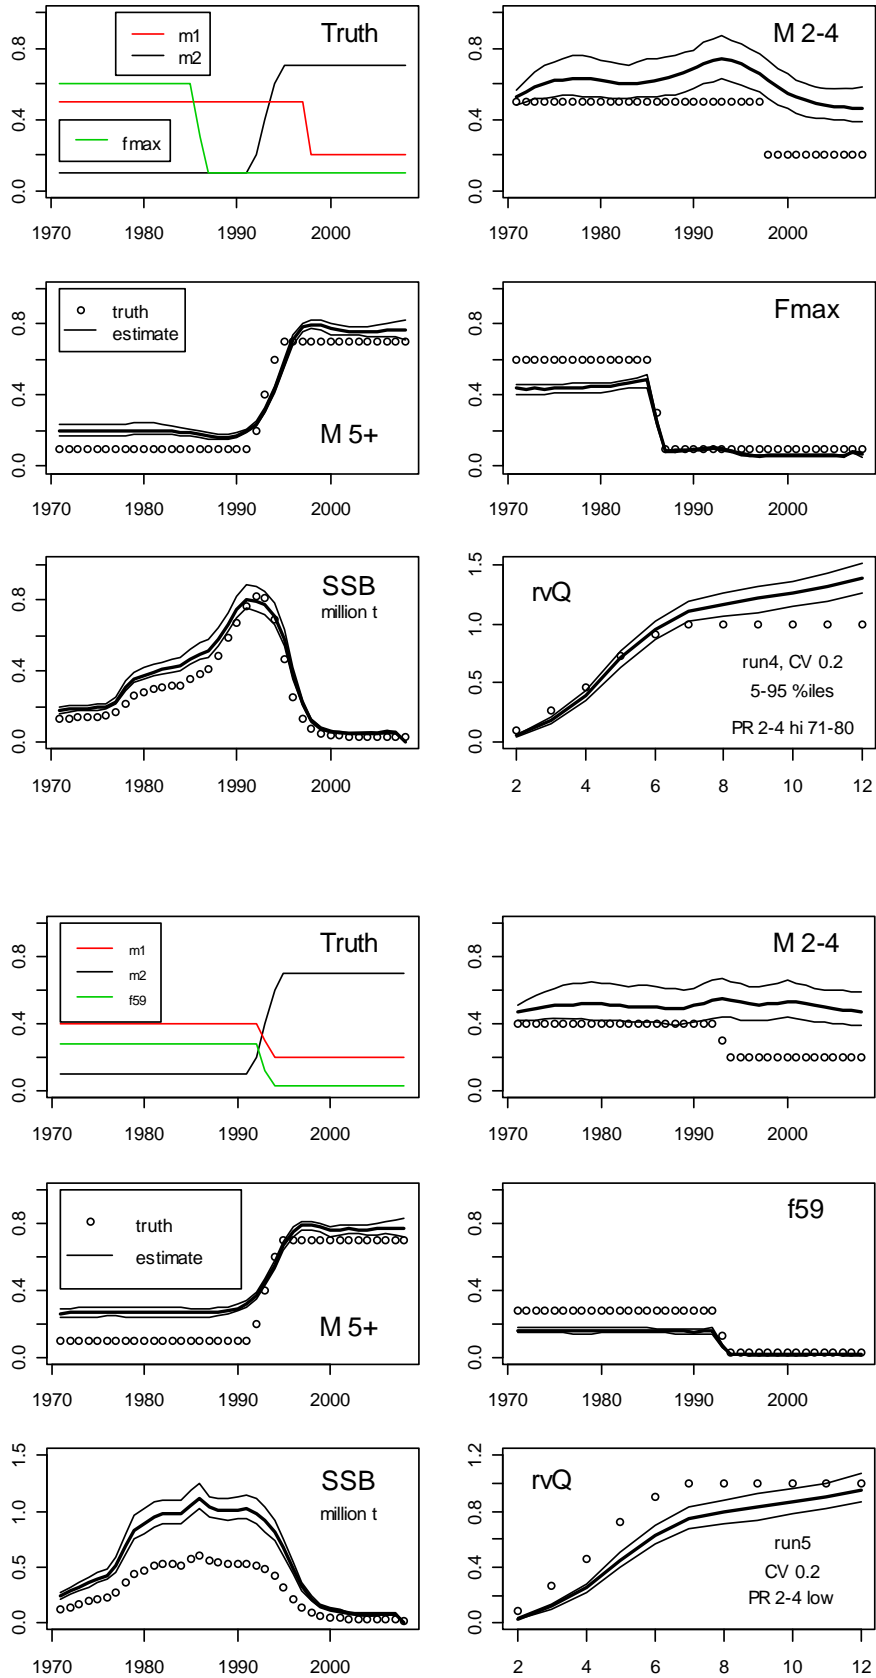 Truth
m1
m2
fmax
0.0 0.4 0.8
1970 1980 1990 2000
M 2-4
0.0 0.4 0.8
1970 1980 1990 2000
truth
estimate
M 5+
0.0 0.4 0.8
1970 1980 1990 2000
Fmax
0.0 0.4 0.8
1970 1980 1990 2000
SSB
million t
0.0 0.4 0.8
1970 1980 1990 2000
rvQ
run4, CV 0.2
5-95 %iles
PR 2-4 hi 71-80
0.0 0.5 1.0 1.5
2 4 6 8 10 12
Truth
m1
m2
f59
0.0 0.4 0.8
1970 1980 1990 2000
M 2-4
0.0 0.4 0.8
1970 1980 1990 2000
truth
estimate
M 5+
0.0 0.4 0.8
1970 1980 1990 2000
f59
0.0 0.4 0.8
1970 1980 1990 2000
SSB
million t
0.0 0.5 1.0 1.5
1970 1980 1990 2000
rvQ
run5
CV 0.2
PR 2-4 low
0.0 0.4 0.8 1.2
2 4 6 8 10 12